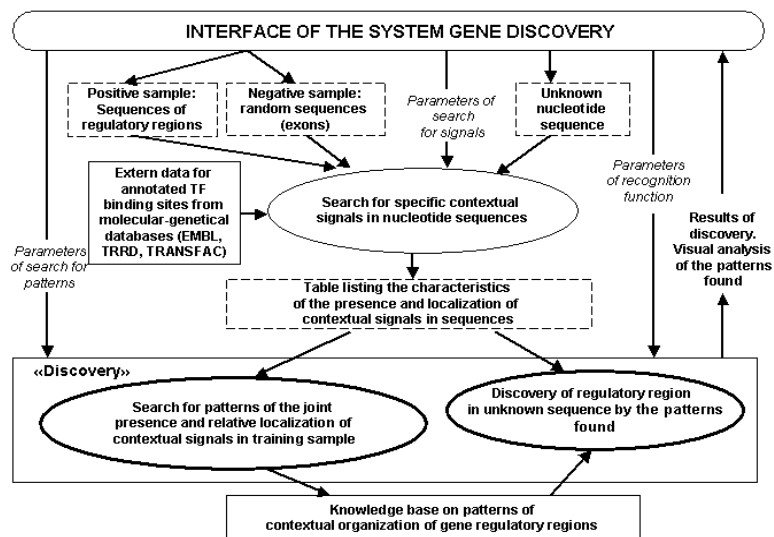 INTERFACE OF THE SYSTEM GENE DISCOVERY
Positive sample:
Sequences of
regulatory regions
Negative sample:
random sequences
(exons)
Parameters of
search
for signals
Unknown
nucleotide
sequence
Extern data for
annotated TF
binding sites from
molecular-genetical
databases (EMBL,
TRRD, TRANSFAC)
Search for specific contextual
signals in nucleotide sequences
Parameters
of recognition
function
Parameters
of search for
patterns
Results of
discovery.
Visual analysis
of the patterns
found
Table listing the characteristics
of the presence and localization of
contextual signals in sequences
«Discovery»
Search for patterns of the joint
presence and relative localization of
contextual signals in training sample
Discovery of regulatory region
in unknown sequence by the patterns
found
Knowledge base on patterns of
contextual organization of gene regulatory regions